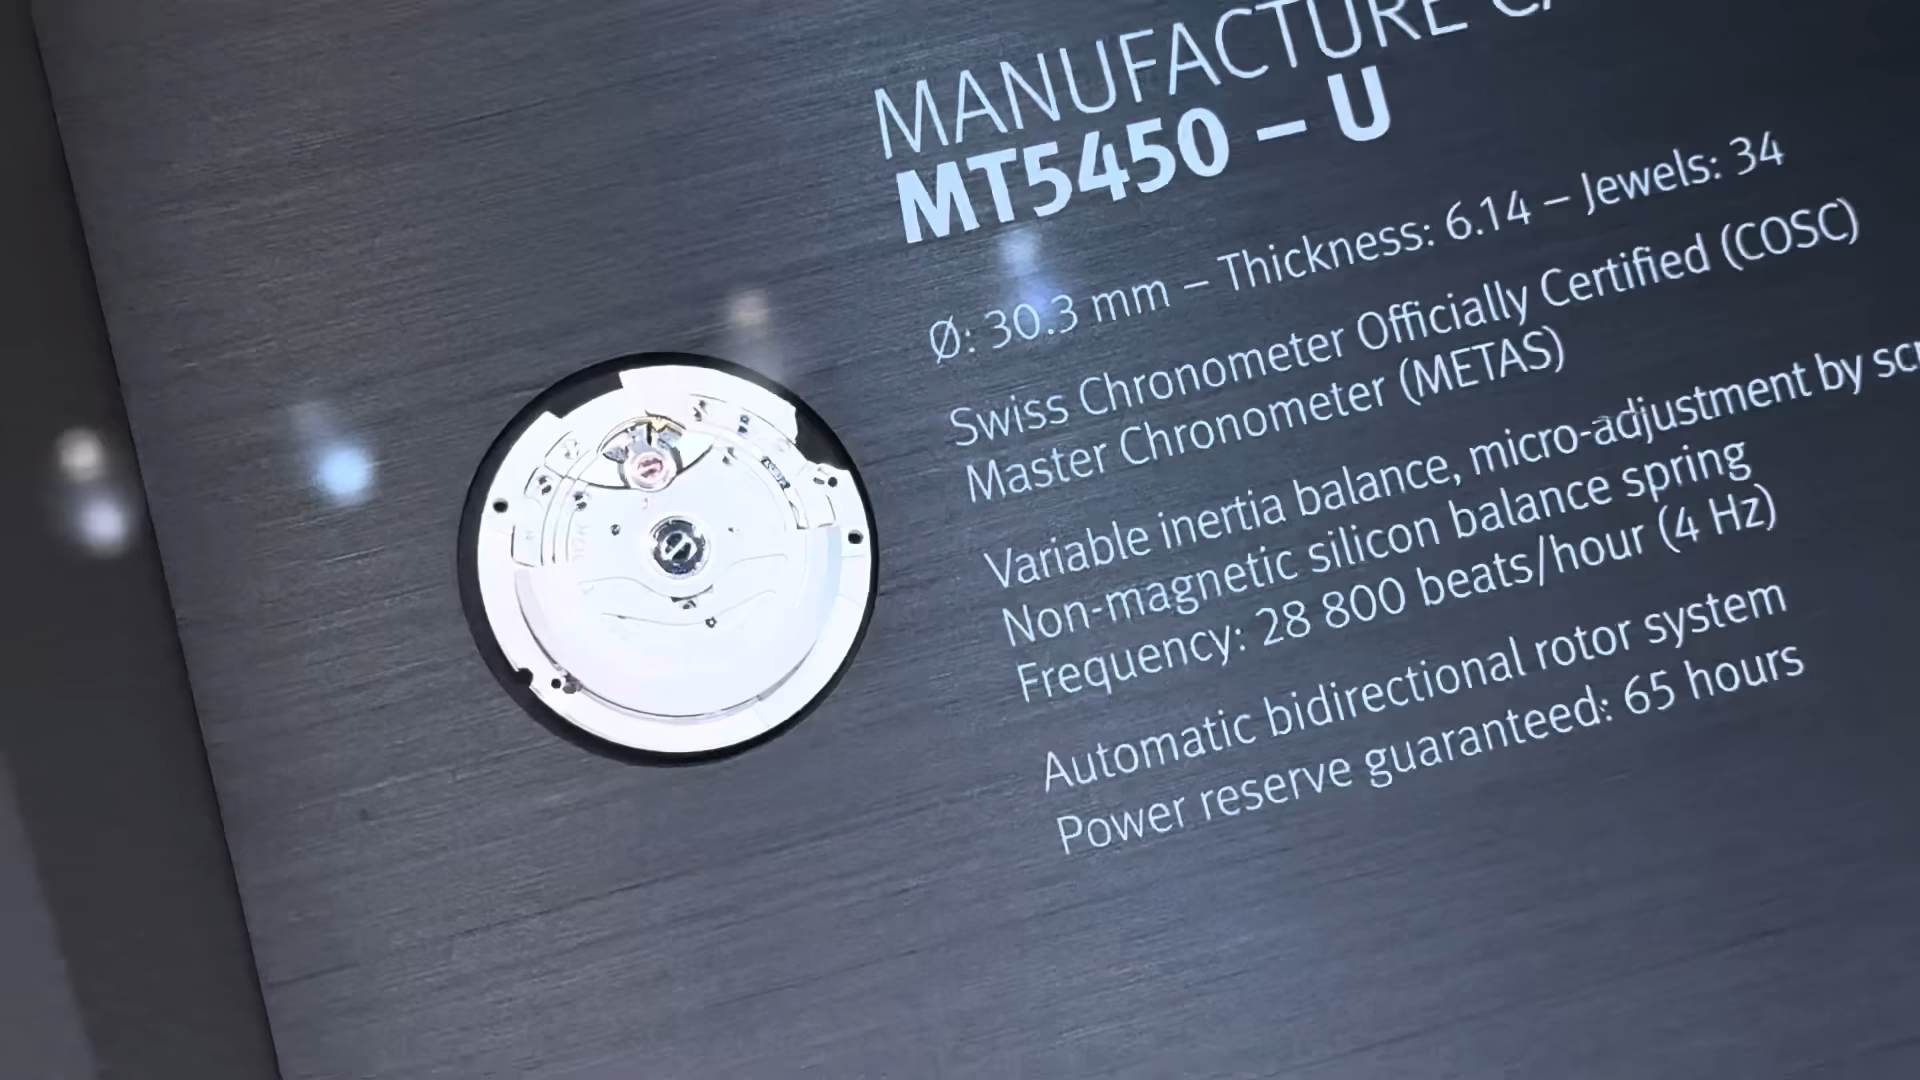 MANUFACTURE
MT5450 – U
Ø: 30.3 mm – Thickness: 6.14 – Jewels: 34
Swiss Chronometer Officially Certified (COSC)
Master Chronometer (METAS)
Variable inertia balance, micro-adjustment by
Non-magnetic silicon balance spring
Frequency: 28 800 beats/hour (4 Hz)
Automatic bidirectional rotor system
Power reserve guaranteed: 65 hours